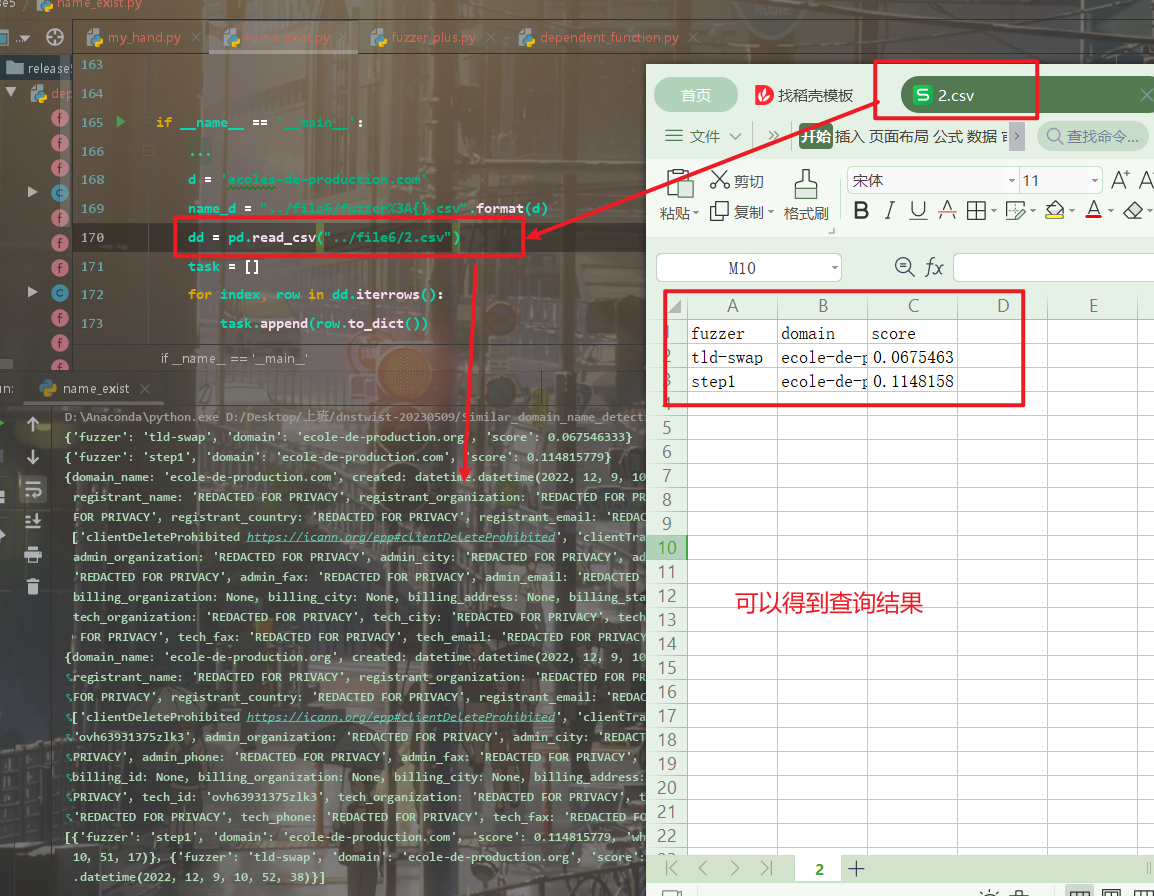 name_exist.py
my_hand.py
name_exist.py
fuzzer_plus.py
dependent_function.py
release
dep
163
164
165 if __name__ == '__main__':
166 ...
168 d = 'ecoles-de-production.com'
169 name_d = "../file6/fuzzer%3A{}.csv".format(d)
170 dd = pd.read_csv("../file6/2.csv")
171 task = []
172 for index, row in dd.iterrows():
173 task.append(row.to_dict())
if __name__ == '__main__'
name_exist
D:\Anaconda\python.exe D:/Desktop/上班/dnstwist-20230509/Similar_domain_name_detect
{'fuzzer': 'tld-swap', 'domain': 'ecole-de-production.org', 'score': 0.067546333}
{'fuzzer': 'step1', 'domain': 'ecole-de-production.com', 'score': 0.114815779}
{domain_name: 'ecole-de-production.com', created: datetime.datetime(2022, 12, 9, 10
registrant_name: 'REDACTED FOR PRIVACY', registrant_organization: 'REDACTED FOR PR
FOR PRIVACY', registrant_country: 'REDACTED FOR PRIVACY', registrant_email: 'REDAC
['clientDeleteProhibited https://icann.org/epp#clientDeleteProhibited', 'clientTra
admin_organization: 'REDACTED FOR PRIVACY', admin_city: 'REDACTED FOR PRIVACY', ad
'REDACTED FOR PRIVACY', admin_fax: 'REDACTED FOR PRIVACY', admin_email: 'REDACTED
billing_organization: None, billing_city: None, billing_address: None, billing_sta
tech_organization: 'REDACTED FOR PRIVACY', tech_city: 'REDACTED FOR PRIVACY', tech
FOR PRIVACY', tech_fax: 'REDACTED FOR PRIVACY', tech_email: 'REDACTED FOR PRIVACY'
{domain_name: 'ecole-de-production.org', created: datetime.datetime(2022, 12, 9, 10
registrant_name: 'REDACTED FOR PRIVACY', registrant_organization: 'REDACTED FOR PR
FOR PRIVACY', registrant_country: 'REDACTED FOR PRIVACY', registrant_email: 'REDAC
['clientDeleteProhibited https://icann.org/epp#clientDeleteProhibited', 'clientTra
'ovh63931375zlk3', admin_organization: 'REDACTED FOR PRIVACY', admin_city: 'REDACT
PRIVACY', admin_phone: 'REDACTED FOR PRIVACY', admin_fax: 'REDACTED FOR PRIVACY',
billing_id: None, billing_organization: None, billing_city: None, billing_address:
PRIVACY', tech_id: 'ovh63931375zlk3', tech_organization: 'REDACTED FOR PRIVACY', t
'REDACTED FOR PRIVACY', tech_phone: 'REDACTED FOR PRIVACY', tech_fax: 'REDACTED FO
[{'fuzzer': 'step1', 'domain': 'ecole-de-production.com', 'score': 0.114815779, 'wh
10, 51, 17)}, {'fuzzer': 'tld-swap', 'domain': 'ecole-de-production.org', 'score':
.datetime(2022, 12, 9, 10, 52, 38)}]
首页 找稻壳模板 S 2.csv
文件 开始 插入 页面布局 公式 数据 查找命令...
剪切 宋体 11
粘贴 复制 格式刷 B I U A
M10 fx
A B C D E
1 fuzzer domain score
2 tld-swap ecole-de-p 0.0675463
3 step1 ecole-de-p 0.1148158
4
5
6
7
8
9
10
11
12
13
14
15
16
17
18
19
20
21
22
可以得到查询结果
2